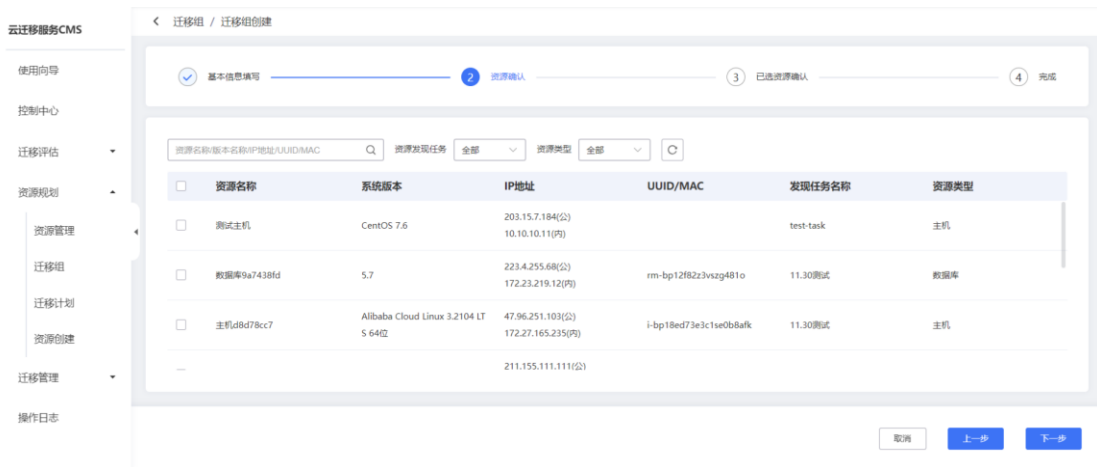 云迁移服务CMS
使用向导
控制中心
迁移评估
资源规划
资源管理
迁移组
迁移计划
资源创建
迁移管理
操作日志
迁移组 / 迁移组创建
基本信息填写
2 资源确认
3 已选资源确认
4 完成
资源名称/版本名称/IP地址/UUID/MAC
资源发现任务 全部
资源类型 全部
资源名称 系统版本 IP地址 UUID/MAC 发现任务名称 资源类型
测试主机 CentOS 7.6 203.15.7.184(公) test-task 主机
10.10.10.11(内)
数据库9a7438fd 5.7 223.4.255.68(公) rm-bp12f82z3vszg481o 11.30测试 数据库
172.23.219.12(内)
主机d8d78cc7 Alibaba Cloud Linux 3.2104 LT 47.96.251.103(公) i-bp18ed73e3c1se0b8afk 11.30测试 主机
S 64位 172.27.165.235(内)
211.155.111.111(公)
取消 上一步 下一步